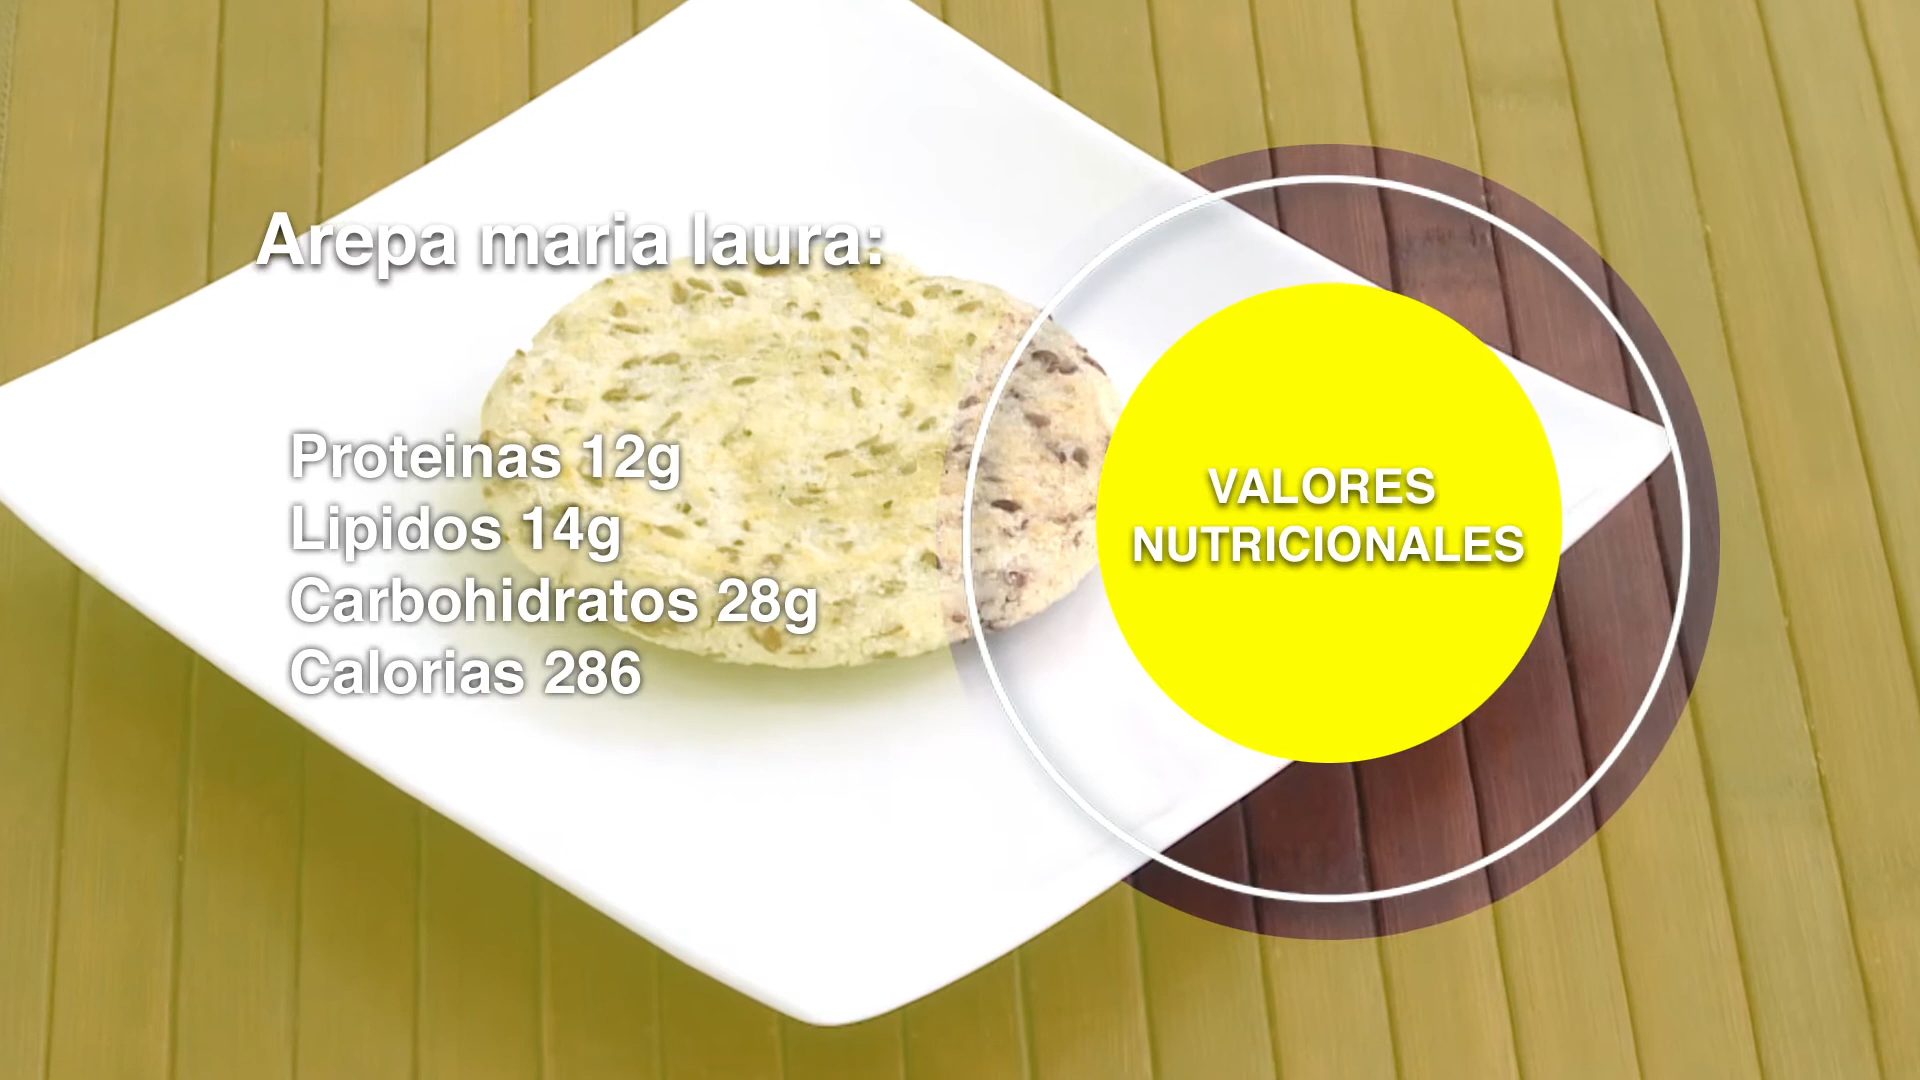 Arepa maria laura:
Proteinas 12g
Lipidos 14g
Carbohidratos 28g
Calorias 286
VALORES
NUTRICIONALES